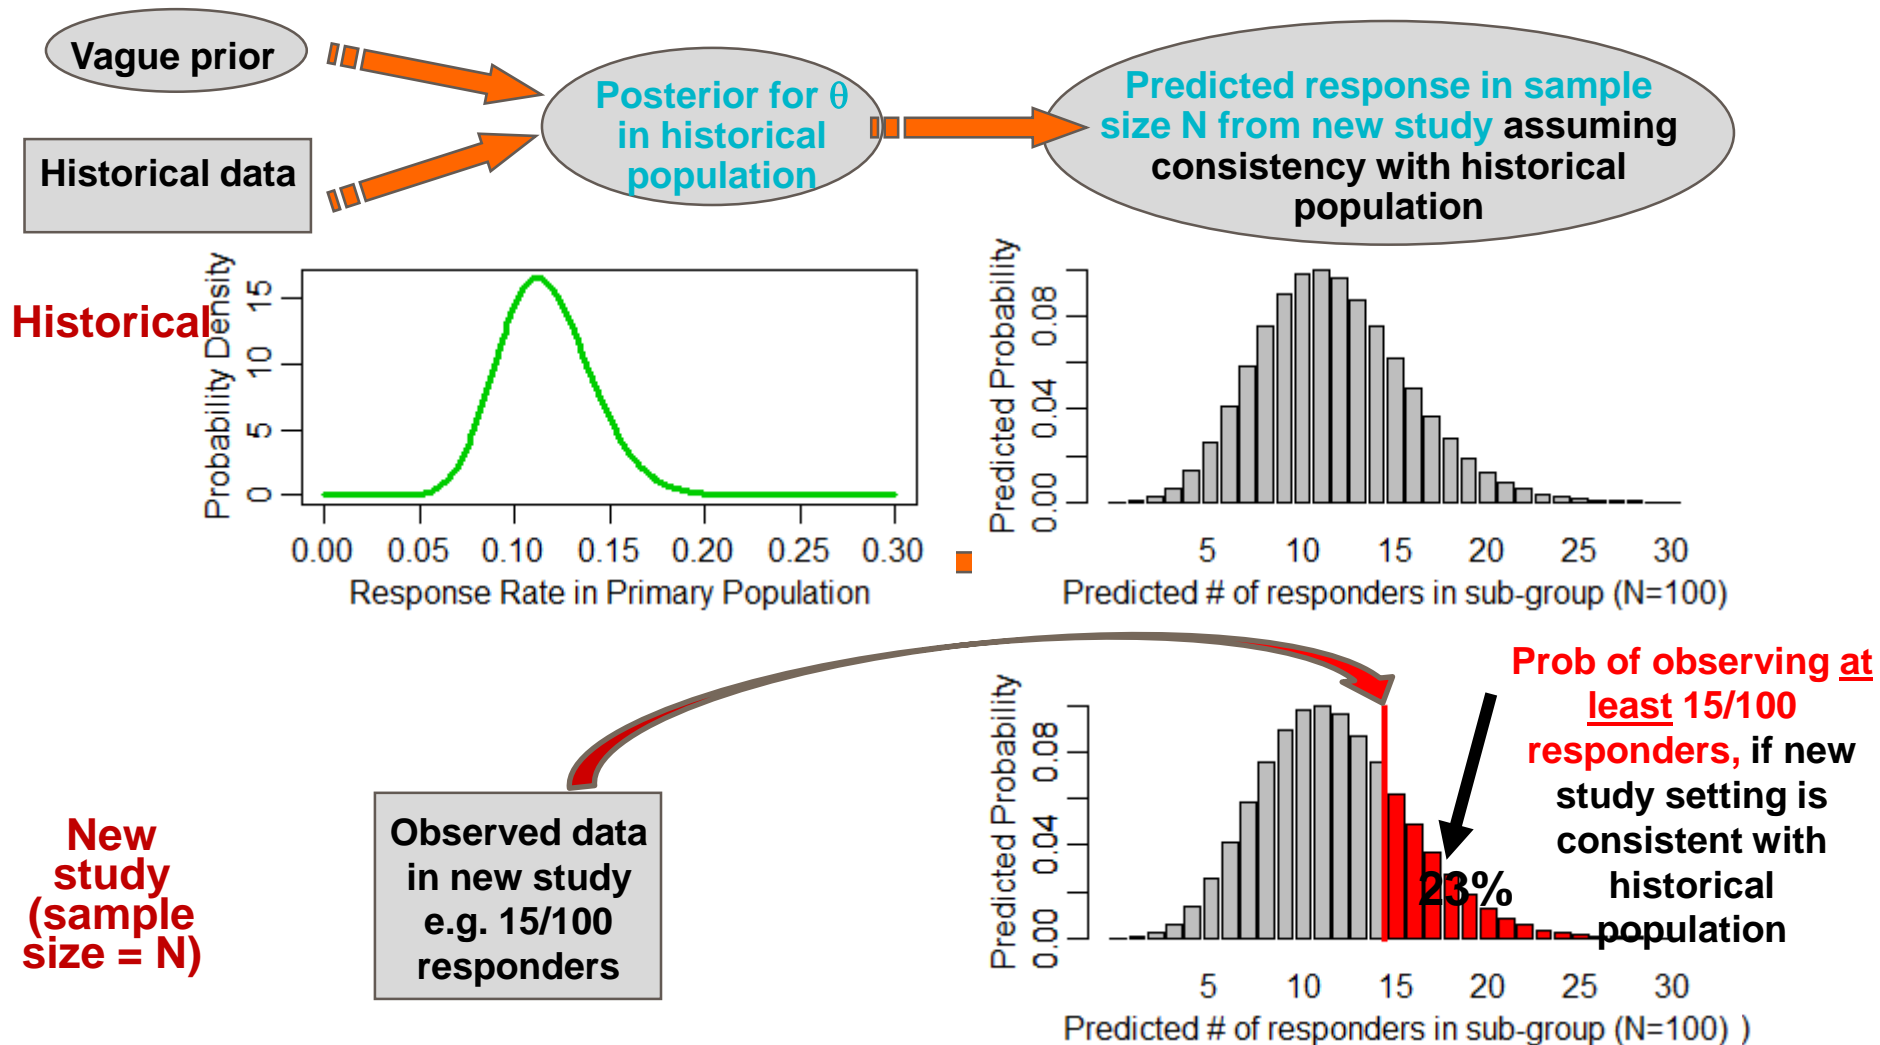 Vague prior
Historical data
Posterior for θ
in historical
population
Predicted response in sample
size N from new study assuming
consistency with historical
population
Historical
Probability Density
0 5 10 15
0.00 0.05 0.10 0.15 0.20 0.25 0.30
Response Rate in Primary Population
Predicted Probability
0.00 0.04 0.08
5 10 15 20 25 30
Predicted # of responders in sub-group (N=100)
New
study
(sample
size = N)
Observed data
in new study
e.g. 15/100
responders
Predicted Probability
0.00 0.04 0.08
23%
5 10 15 20 25 30
Predicted # of responders in sub-group (N=100) )
Prob of observing at
least 15/100
responders, if new
study setting is
consistent with
historical
population